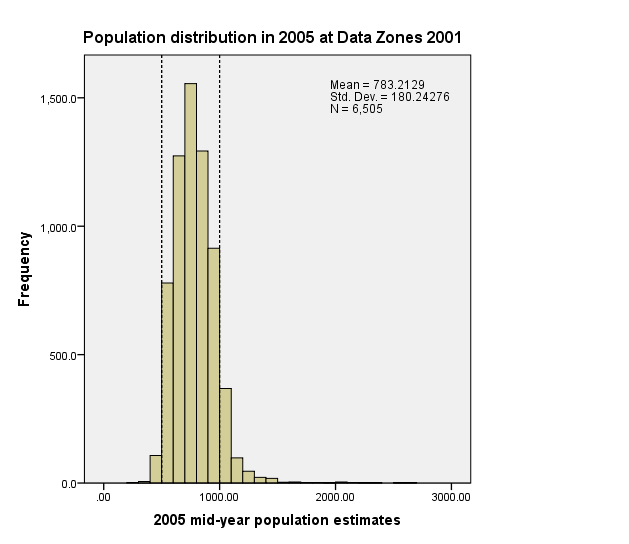 Population distribution in 2005 at Data Zones 2001
Mean = 783.2129
Std. Dev. = 180.24276
N = 6,505
1,500.0
1,000.0
500.0
0.0
Frequency
.00
1000.00
2000.00
3000.00
2005 mid-year population estimates